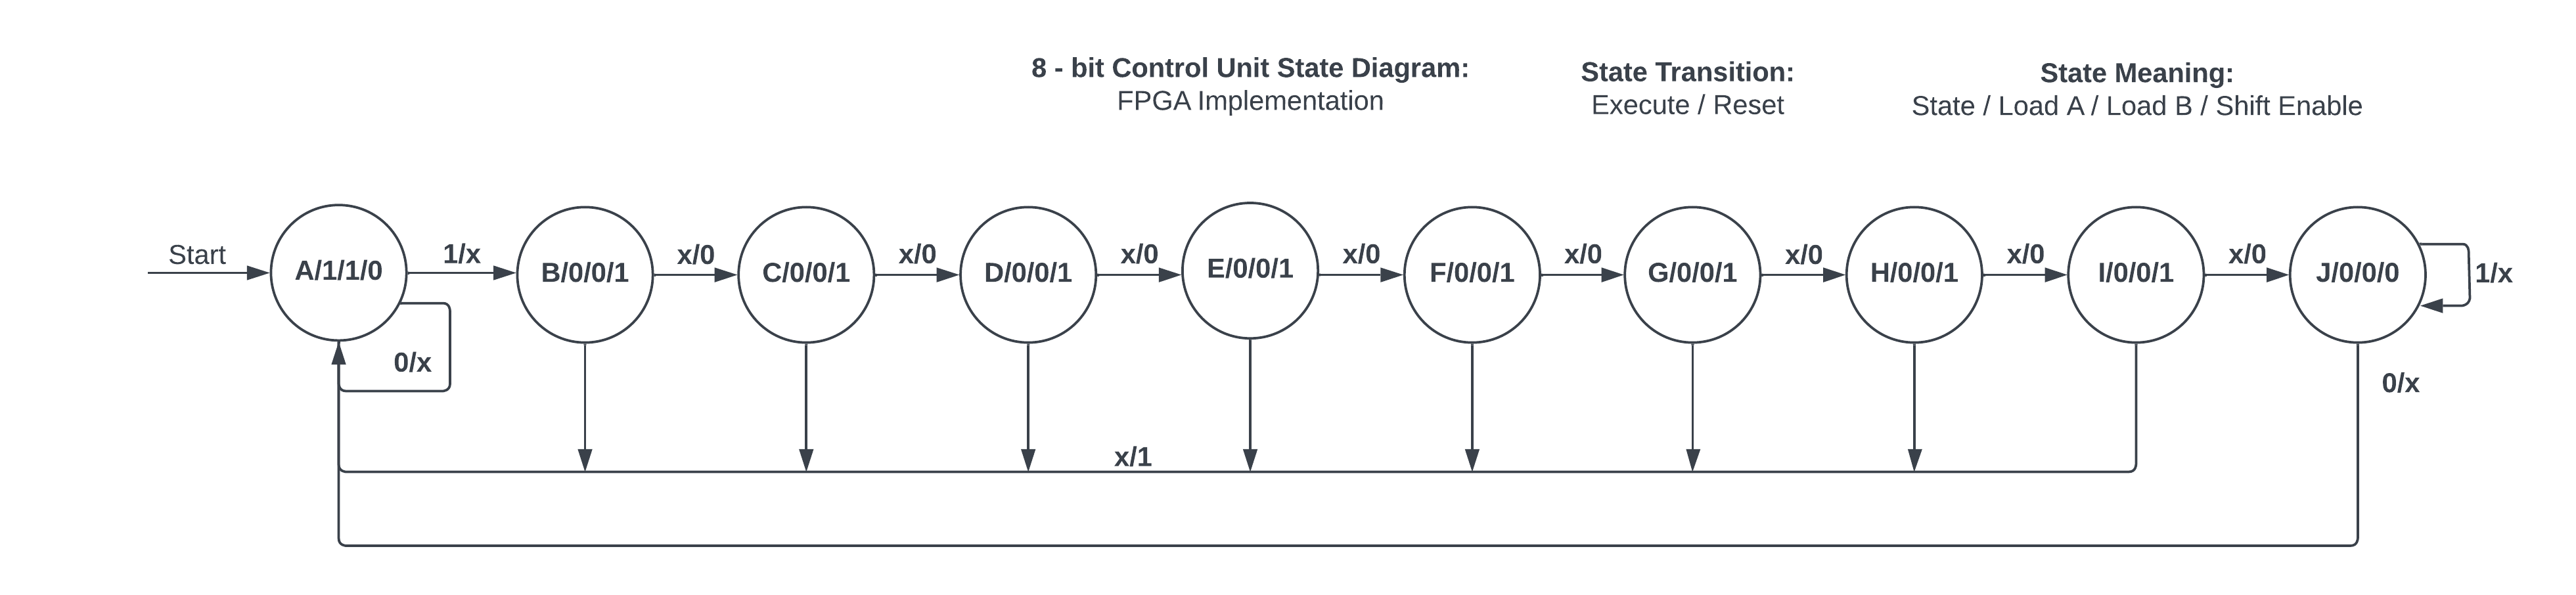 8 - bit Control Unit State Diagram:
FPGA Implementation
State Transition:
Execute / Reset
State Meaning:
State / Load A / Load B / Shift Enable
Start
A/1/1/0
1/x
B/0/0/1
x/0
C/0/0/1
x/0
D/0/0/1
x/0
E/0/0/1
x/0
F/0/0/1
x/0
G/0/0/1
x/0
H/0/0/1
x/0
I/0/0/1
x/0
J/0/0/0
1/x
0/x
0/x
x/1